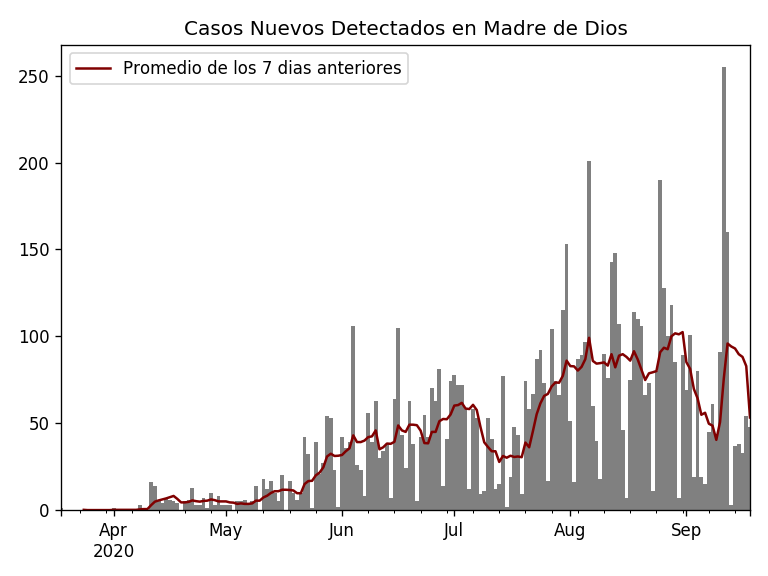 Casos Nuevos Detectados en Madre de Dios
Promedio de los 7 dias anteriores
250
200
150
100
50
0
Apr
2020
May
Jun
Jul
Aug
Sep